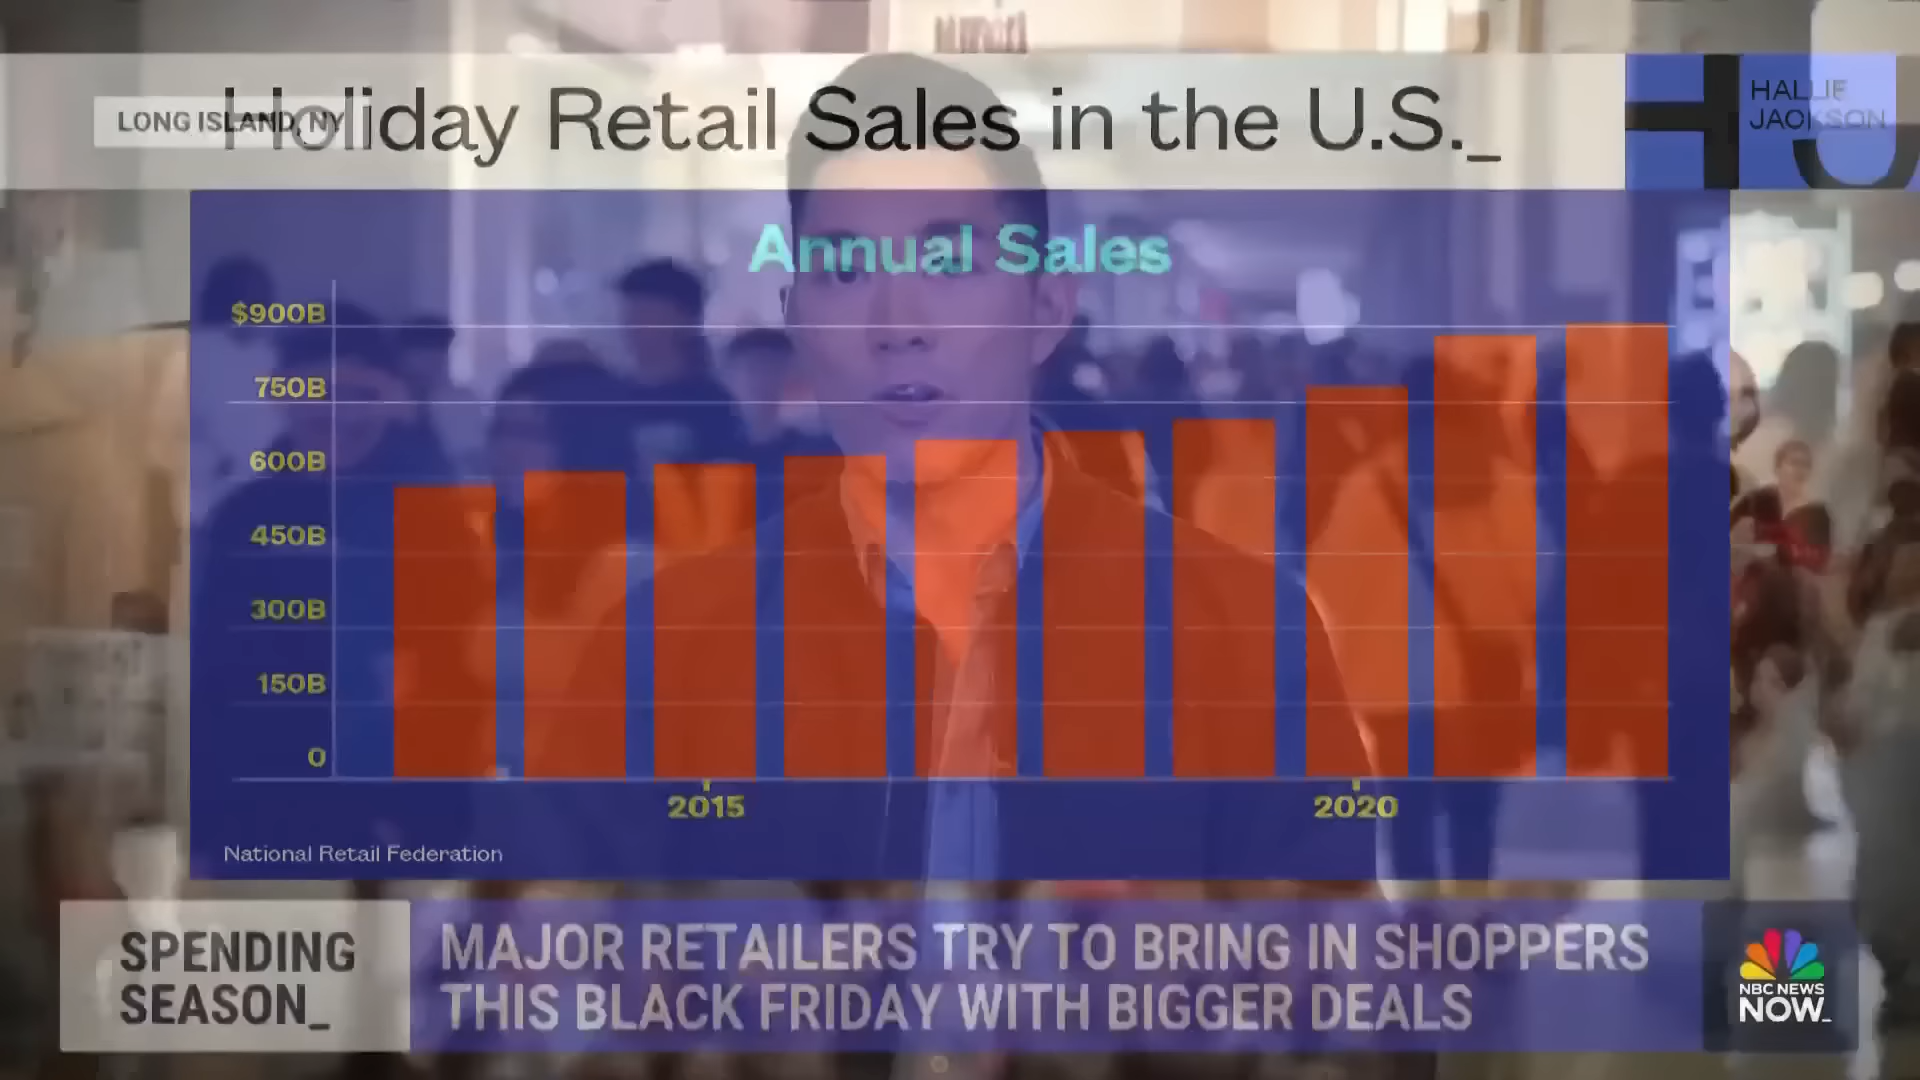 Holiday Retail Sales in the U.S._
LONG ISLAND, NY
HALLIE
JACKSON
Annual Sales
$900B
750B
600B
450B
300B
150B
0
2015
2020
National Retail Federation
SPENDING
SEASON_
MAJOR RETAILERS TRY TO BRING IN SHOPPERS
THIS BLACK FRIDAY WITH BIGGER DEALS
NBC NEWS
NOW_